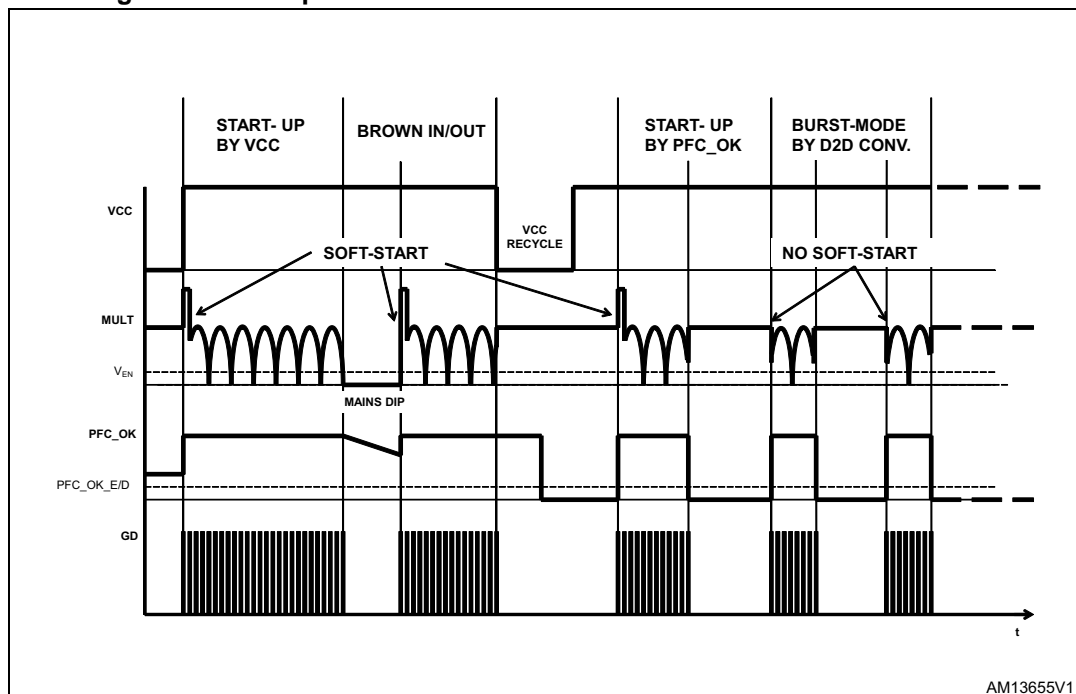 START- UP
BY VCC
BROWN IN/OUT
START- UP
BY PFC_OK
BURST-MODE
BY D2D CONV.
VCC
VCC
RECYCLE
SOFT-START
NO SOFT-START
MULT
VEN
MAINS DIP
PFC_OK
PFC_OK_E/D
GD
t
AM13655V1